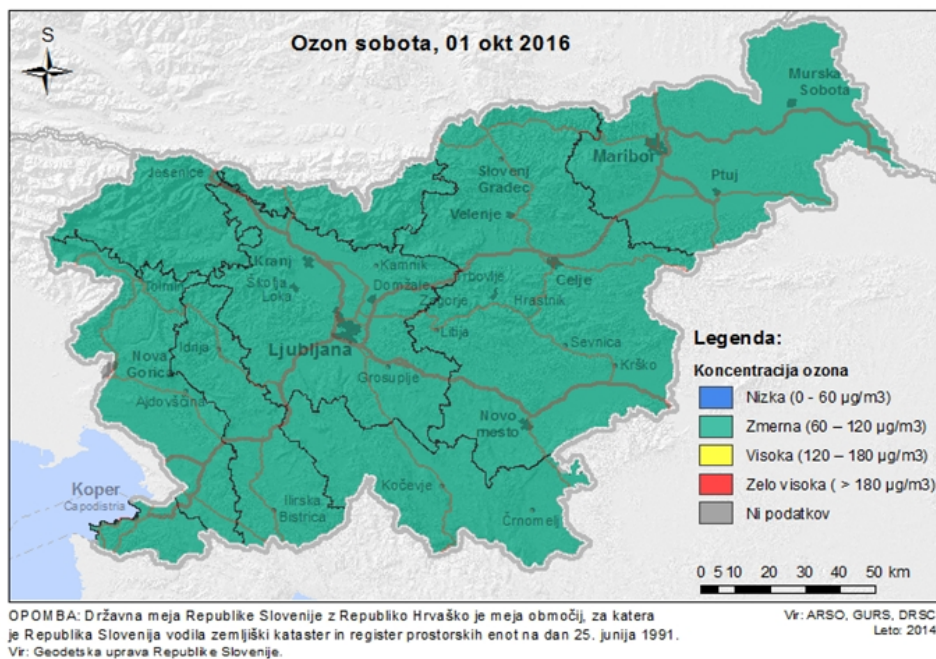 Ozon sobota, 01 okt 2016
S
Murska
Sobota
Maribor
Ptuj
Slovenj
Gradec
Velenje
Jesenice
Kranj
Škofja
Loka
Kamnik
Domžale
Trbovlje
Zagorje
Hrastnik
Celje
Litija
Tolmin
Idrija
Ljubljana
Sevnica
Krško
Nova
Gorica
Ajdovščina
Grosuplje
Novo
mesto
Koper
Capodistria
Ilirska
Bistrica
Kočevje
Črnomelj
Legenda:
Koncentracija ozona
Nizka (0 - 60 µg/m3)
Zmerna (60 – 120 µg/m3)
Visoka (120 – 180 µg/m3)
Zelo visoka ( > 180 µg/m3)
Ni podatkov
0 5 10 20 30 40 50 km
OPOMBA: Državna meja Republike Slovenije z Republiko Hrvaško je meja območij, za katera
je Republika Slovenija vodila zemljiški kataster in register prostorskih enot na dan 25. junija 1991.
Vir: Geodetska uprava Republike Slovenije.
Vir: ARSO, GURS, DRSC
Leto: 2014